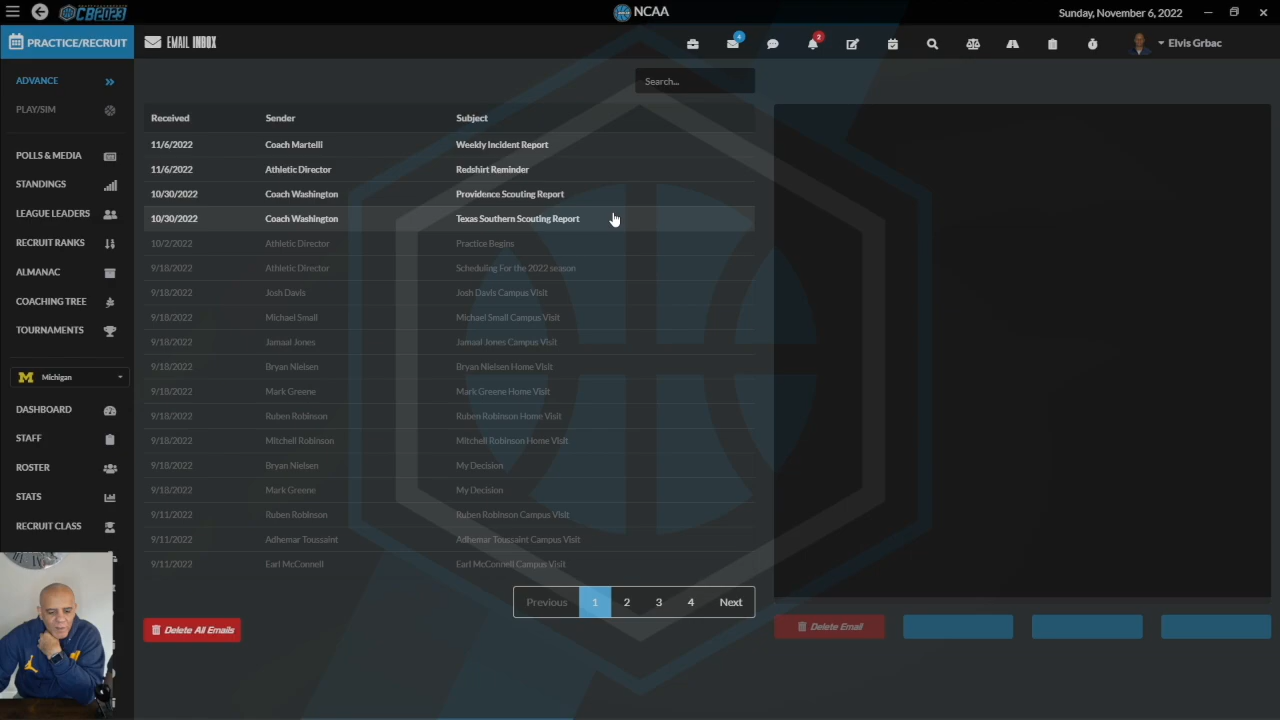 CB2023
NCAA
Sunday, November 6, 2022
PRACTICE/RECRUIT
EMAIL INBOX
4
2
Elvis Grbac
ADVANCE
PLAY/SIM
POLLS & MEDIA
STANDINGS
LEAGUE LEADERS
RECRUIT RANKS
ALMANAC
COACHING TREE
TOURNAMENTS
M Michigan
DASHBOARD
STAFF
ROSTER
STATS
RECRUIT CLASS
Search...
Received Sender Subject
11/6/2022 Coach Martelli Weekly Incident Report
11/6/2022 Athletic Director Redshirt Reminder
10/30/2022 Coach Washington Providence Scouting Report
10/30/2022 Coach Washington Texas Southern Scouting Report
10/2/2022 Athletic Director Practice Begins
9/18/2022 Athletic Director Scheduling For the 2022 season
9/18/2022 Josh Davis Josh Davis Campus Visit
9/18/2022 Michael Small Michael Small Campus Visit
9/18/2022 Jamaal Jones Jamaal Jones Campus Visit
9/18/2022 Bryan Nielsen Bryan Nielsen Home Visit
9/18/2022 Mark Greene Mark Greene Home Visit
9/18/2022 Ruben Robinson Ruben Robinson Home Visit
9/18/2022 Mitchell Robinson Mitchell Robinson Home Visit
9/18/2022 Bryan Nielsen My Decision
9/18/2022 Mark Greene My Decision
9/11/2022 Ruben Robinson Ruben Robinson Campus Visit
9/11/2022 Adhemar Toussaint Adhemar Toussaint Campus Visit
9/11/2022 Earl McConnell Earl McConnell Campus Visit
Previous 1 2 3 4 Next
Delete All Emails
Delete Email